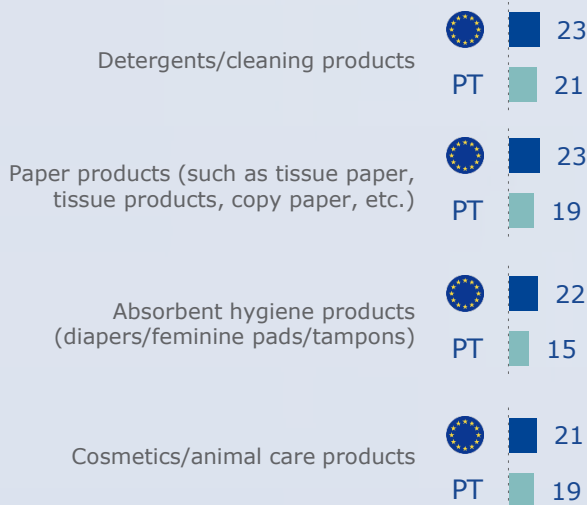 23
Detergents/cleaning products
PT 21
23
Paper products (such as tissue paper,
tissue products, copy paper, etc.)
PT 19
22
Absorbent hygiene products
(diapers/feminine pads/tampons)
PT 15
21
Cosmetics/animal care products
PT 19